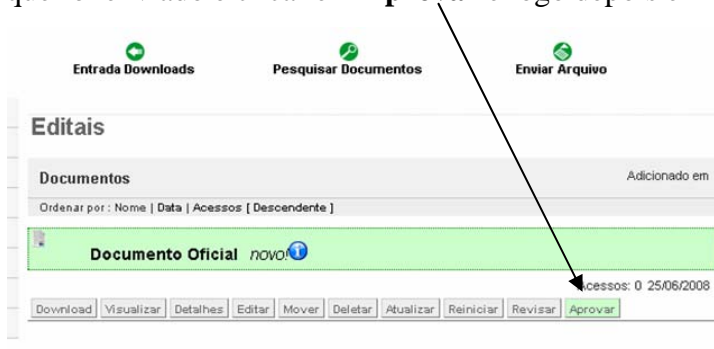 Entrada Downloads Pesquisar Documentos Enviar Arquivo
Editais
Documentos Adicionado em
Ordenar por : Nome | Data | Acessos [ Descendente ]
Documento Oficial novo!
Acessos: 0 25/06/2008
Download Visualizar Detalhes Editar Mover Deletar Atualizar Reiniciar Revisar Aprovar